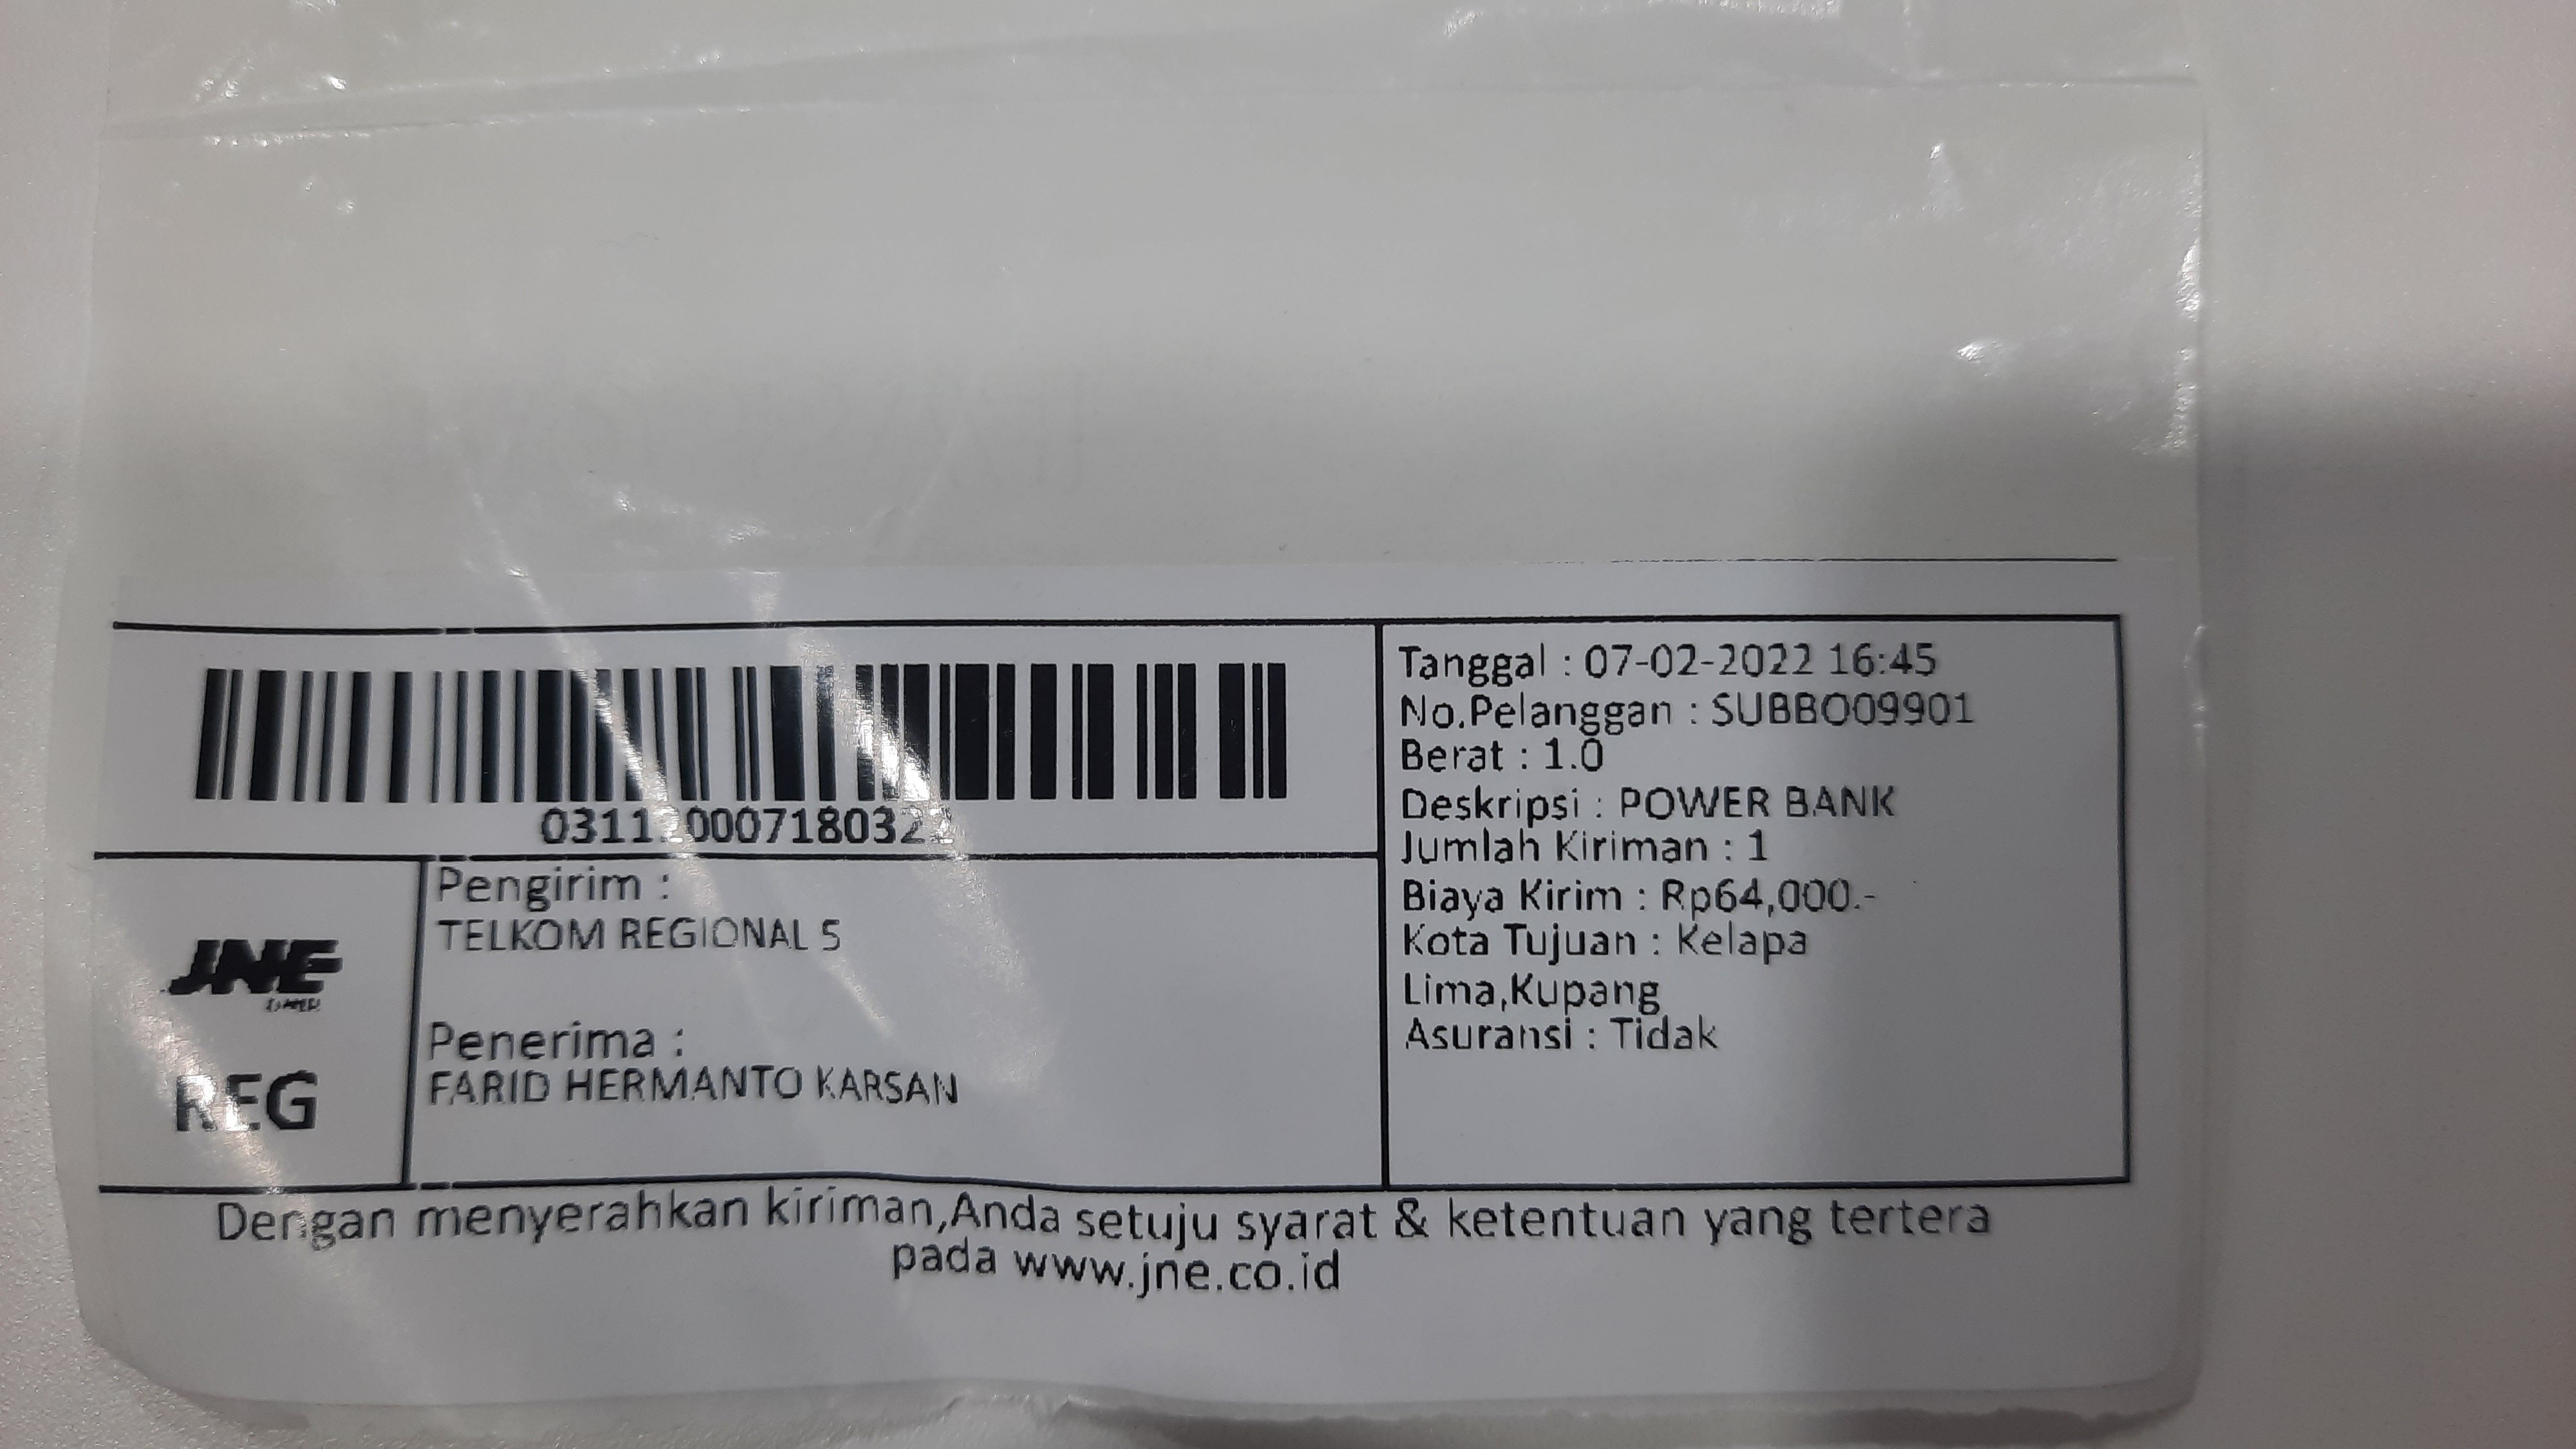 JNE
REG
Pengirim :
TELKOM REGIONAL 5
Penerima :
FARID HERMANTO KARSAN
Tanggal : 07-02-2022 16:45
No.Pelanggan : SUBBO09901
Berat : 1.0
Deskripsi : POWER BANK
Jumlah Kiriman : 1
Biaya Kirim : Rp64,000.-
Kota Tujuan : Kelapa
Lima,Kupang
Asuransi : Tidak
Dengan menyerahkan kiriman,Anda setuju syarat & ketentuan yang tertera
pada www.jne.co.id